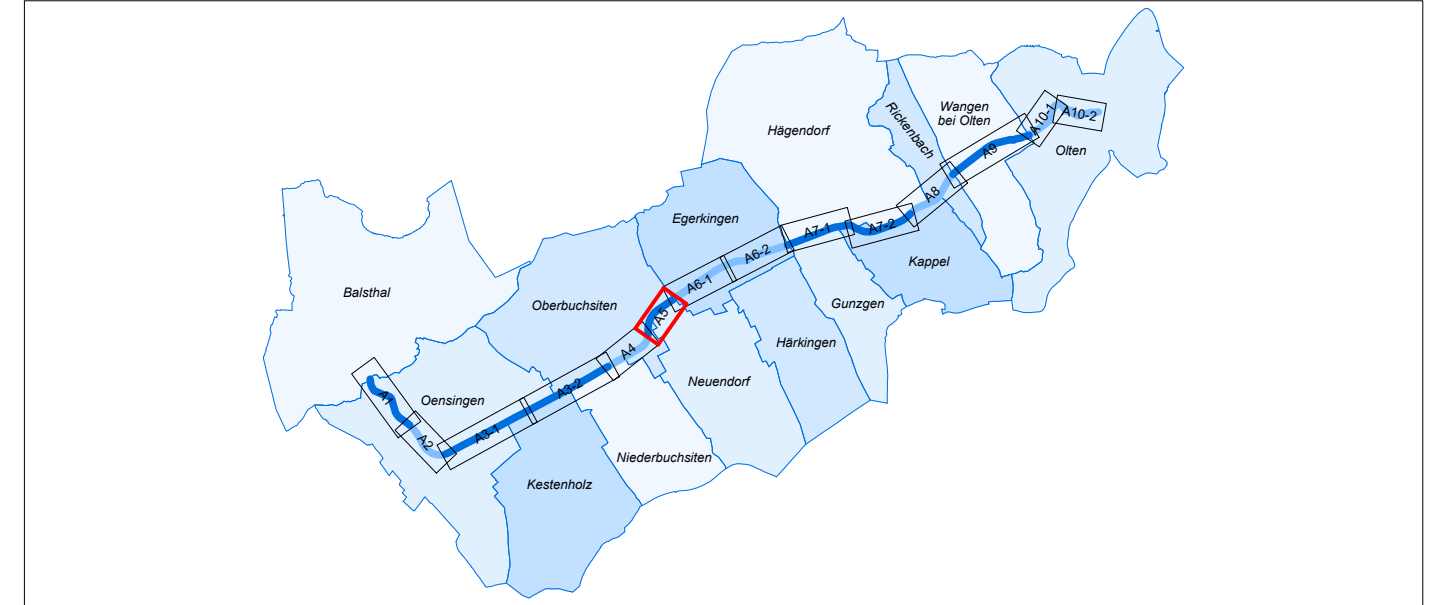 Wangen
bei Olten
Rickenbach
Hägendorf
A10-1
A10-2
Olten
A9
A8
Egerkingen
A7-1
A7-2
A6-2
Kappel
A6-1
Balsthal
Oberbuchsiten
A5
Gunzgen
Härkingen
A4
Neuendorf
A3-2
Oensingen
A1
A2
A3-1
Niederbuchsiten
Kestenholz